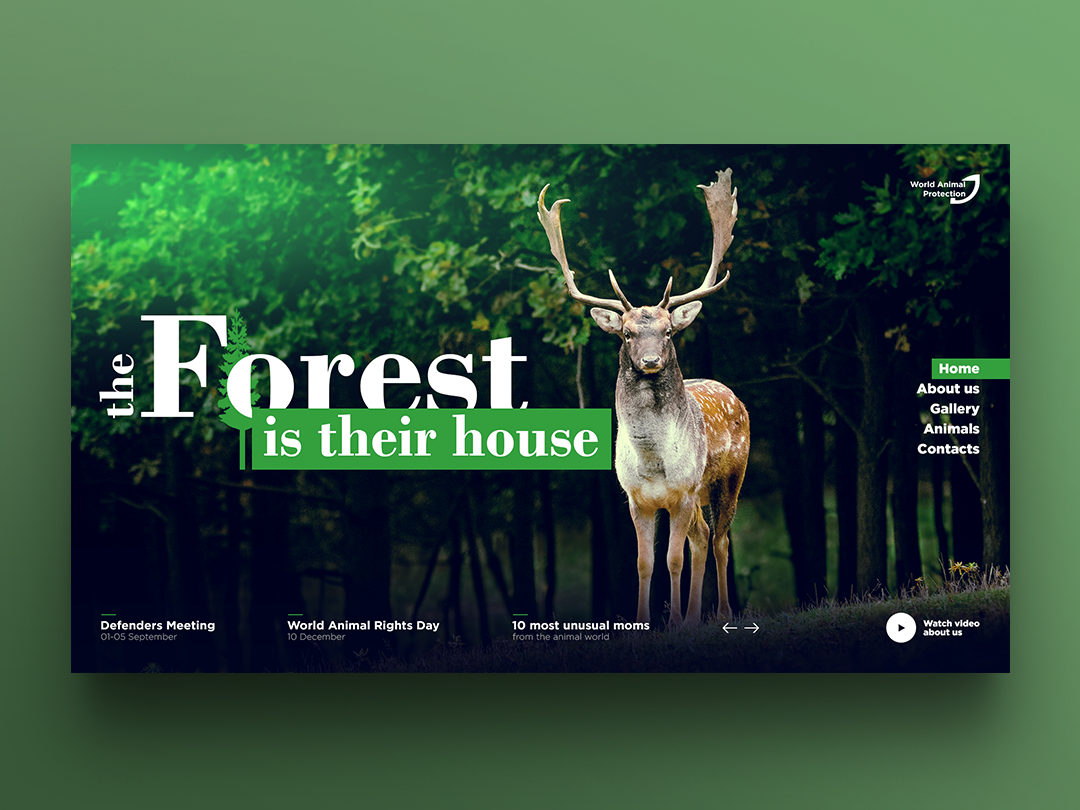 World Animal
Protection
the
Forest
is their house
Home
About us
Gallery
Animals
Contacts
Defenders Meeting
01-05 September
World Animal Rights Day
10 December
10 most unusual moms
from the animal world
Watch video
about us